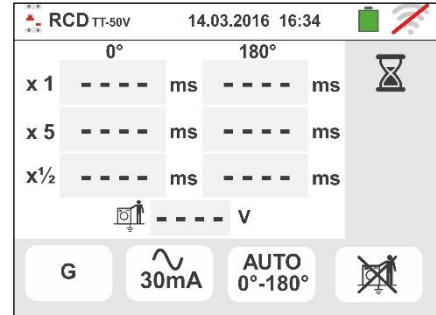 RCD TT-50V 14.03.2016 16:34
0° 180°
x 1 - - - - ms - - - - ms
x 5 - - - - ms - - - - ms
x½ - - - - ms - - - - ms
- - - - V
G 30mA AUTO 0°-180°